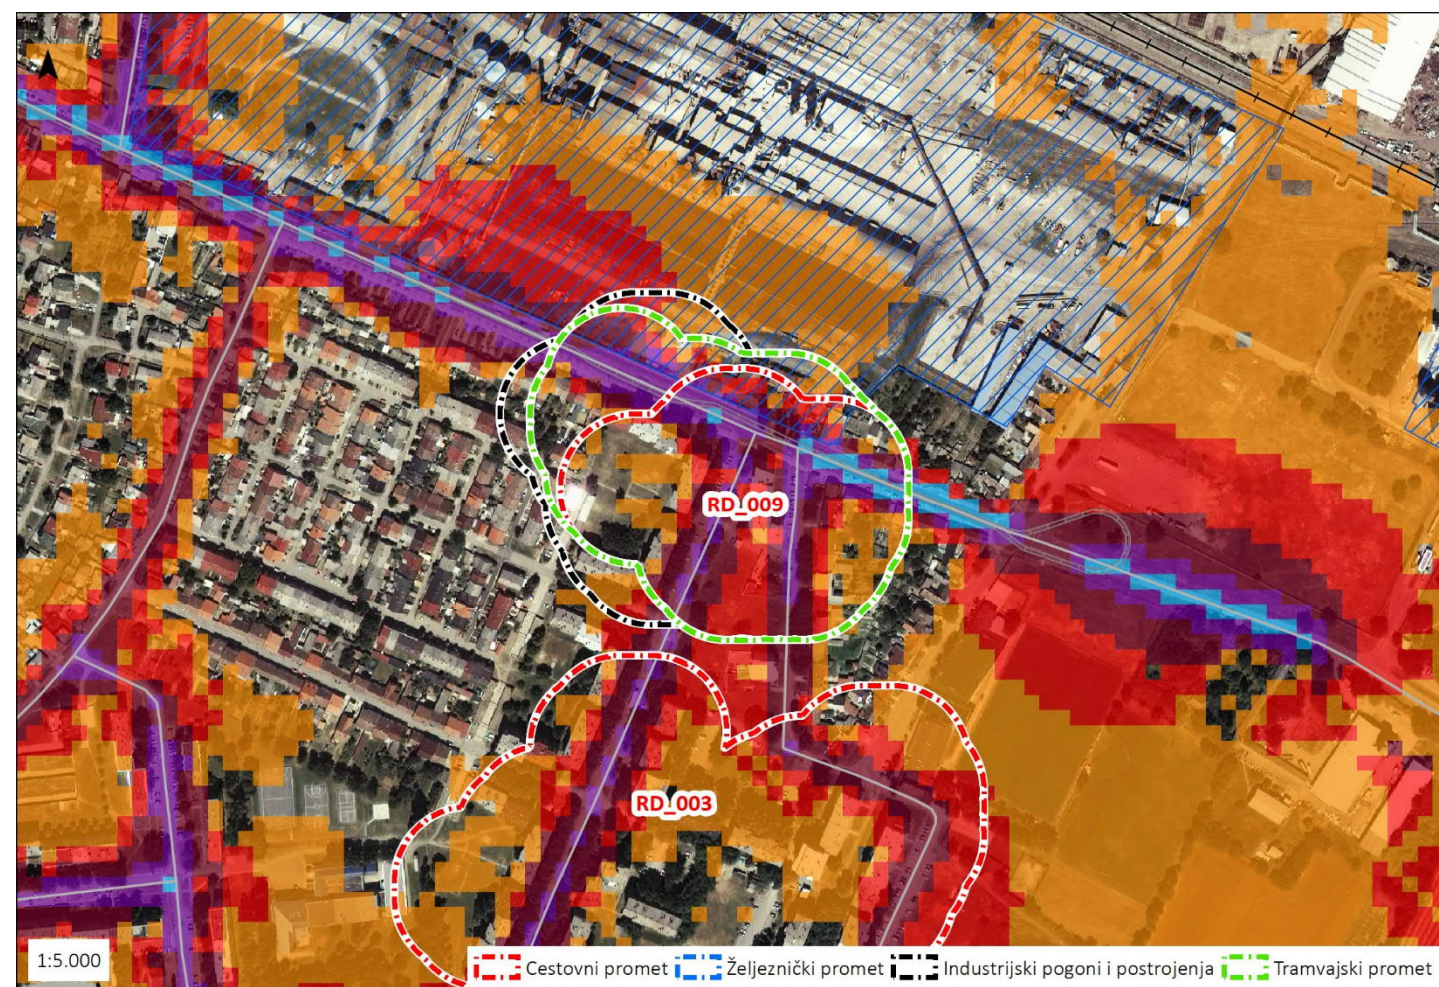 RD_009
RD_003
1:5.000
Cestovni promet Željeznički promet Industrijski pogoni i postrojenja Tramvajski promet